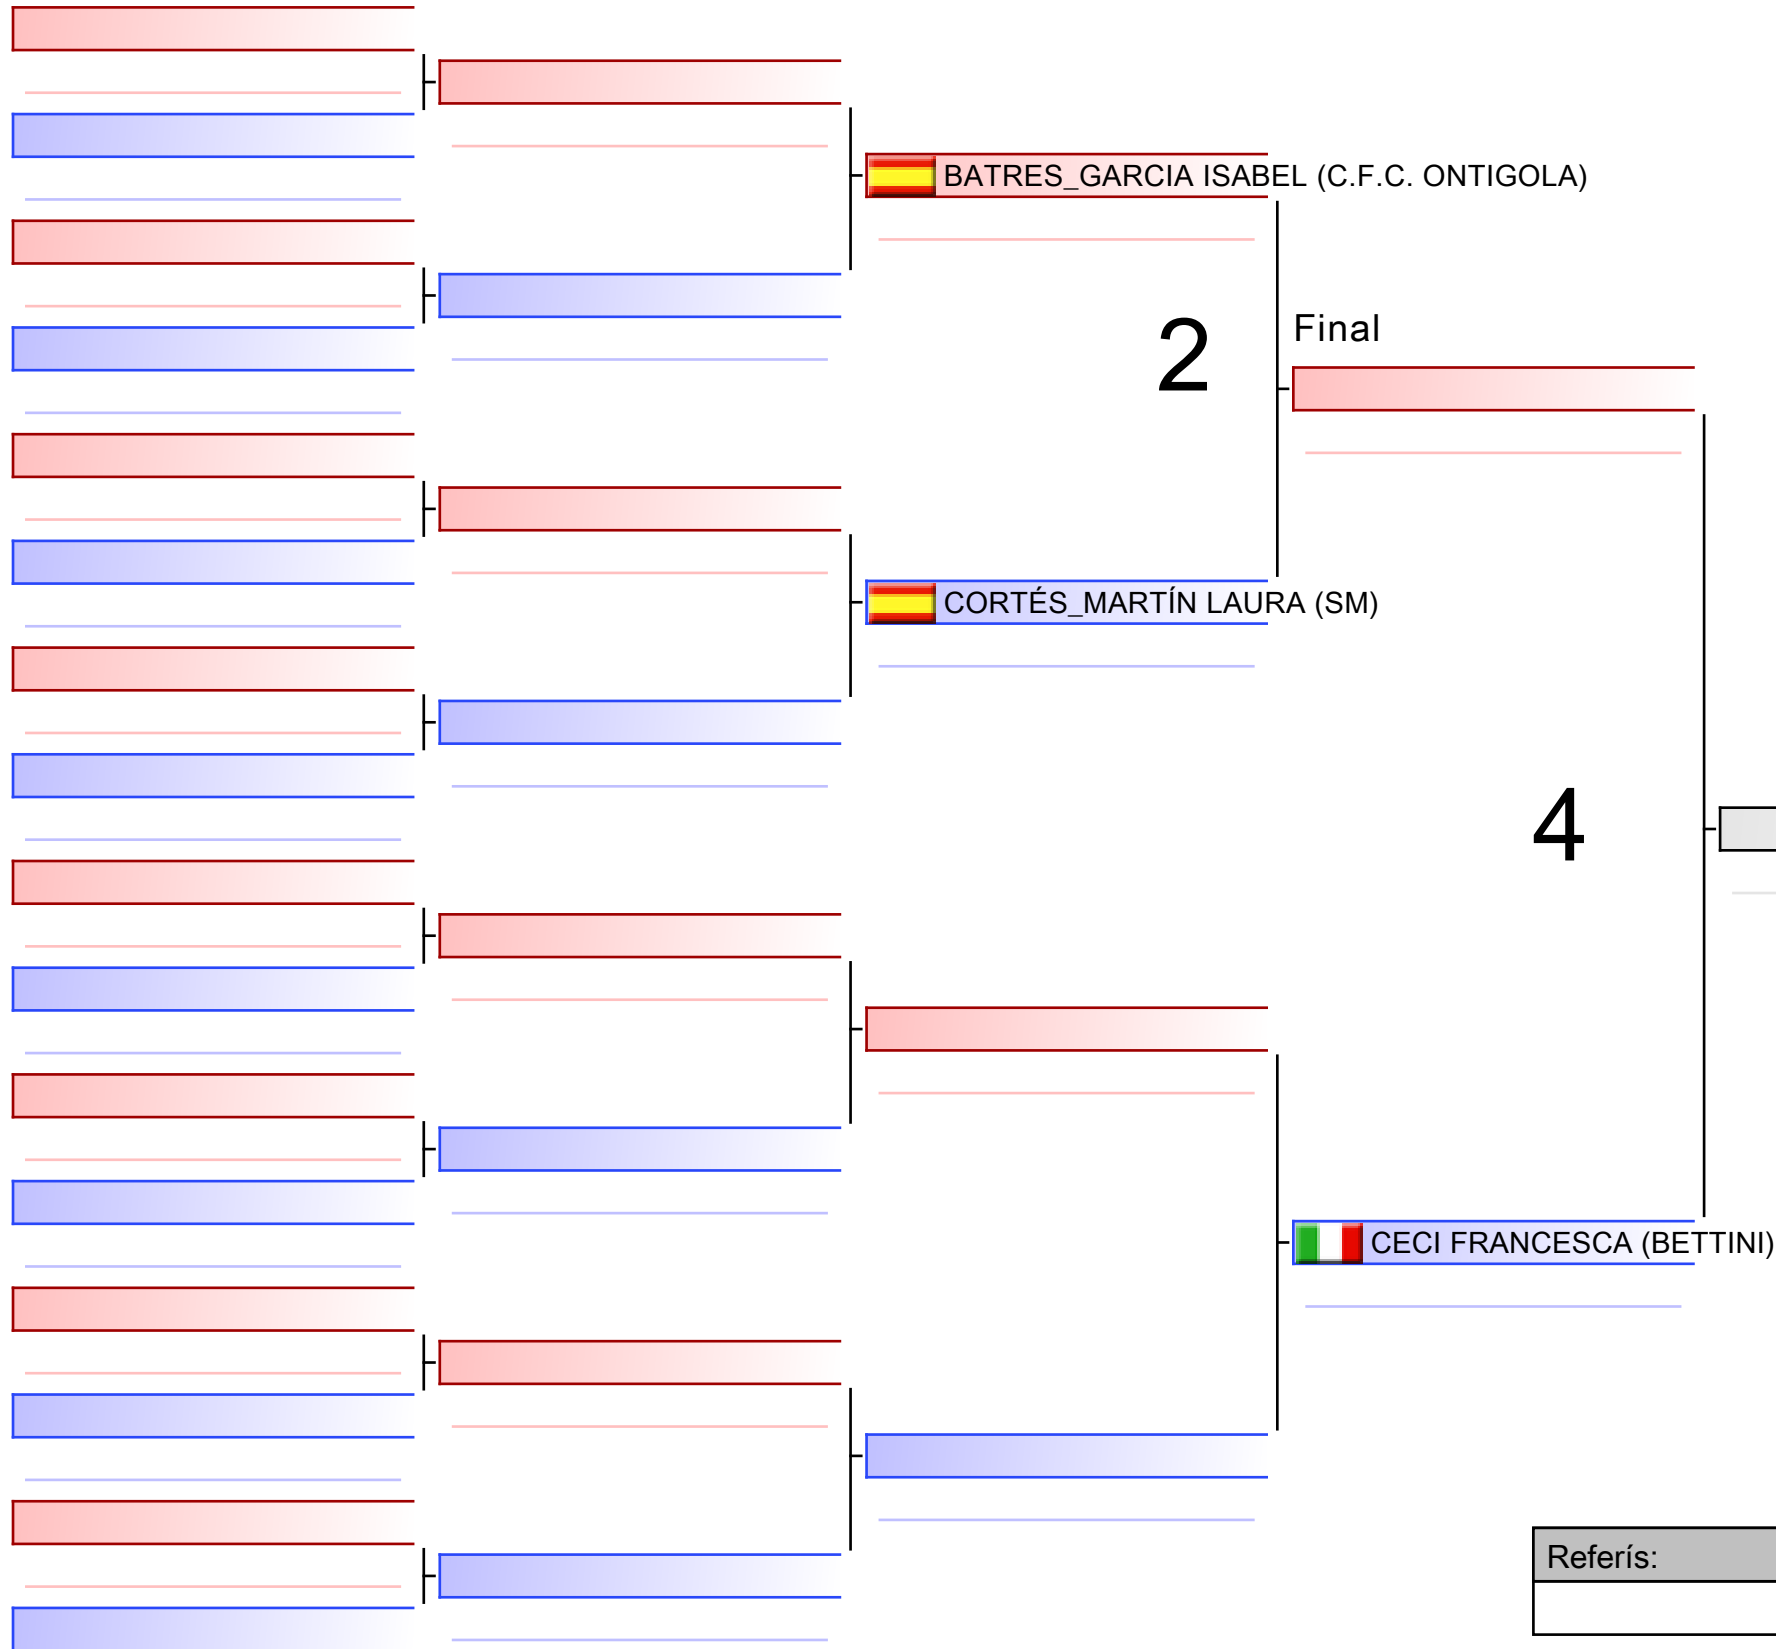 BATRES_GARCIA ISABEL (C.F.C. ONTIGOLA)
2
Final
CORTÉS_MARTÍN LAURA (SM)
4
CECI FRANCESCA (BETTINI)
Referís: